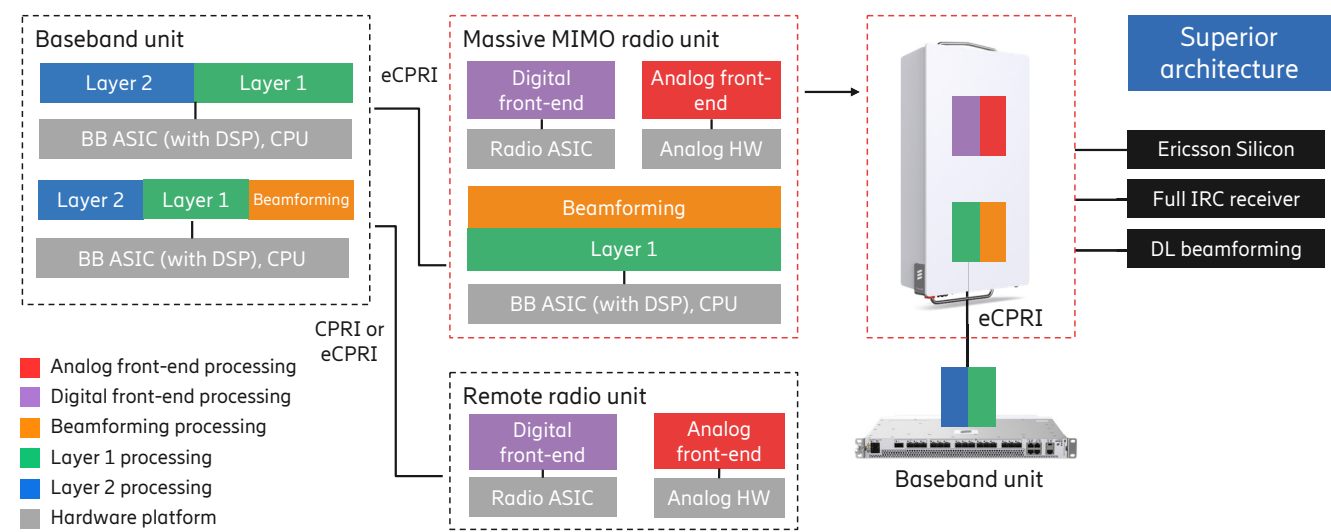 Baseband unit
Layer 2
Layer 1
BB ASIC (with DSP), CPU
Layer 2
Layer 1
Beamforming
BB ASIC (with DSP), CPU
eCPRI
CPRI or
eCPRI
Massive MIMO radio unit
Digital
front-end
Analog front-
end
Radio ASIC
Analog HW
Beamforming
Layer 1
BB ASIC (with DSP), CPU
Remote radio unit
Digital
front-end
Analog
front-end
Radio ASIC
Analog HW
eCPRI
Baseband unit
Superior
architecture
Ericsson Silicon
Full IRC receiver
DL beamforming
Analog front-end processing
Digital front-end processing
Beamforming processing
Layer 1 processing
Layer 2 processing
Hardware platform